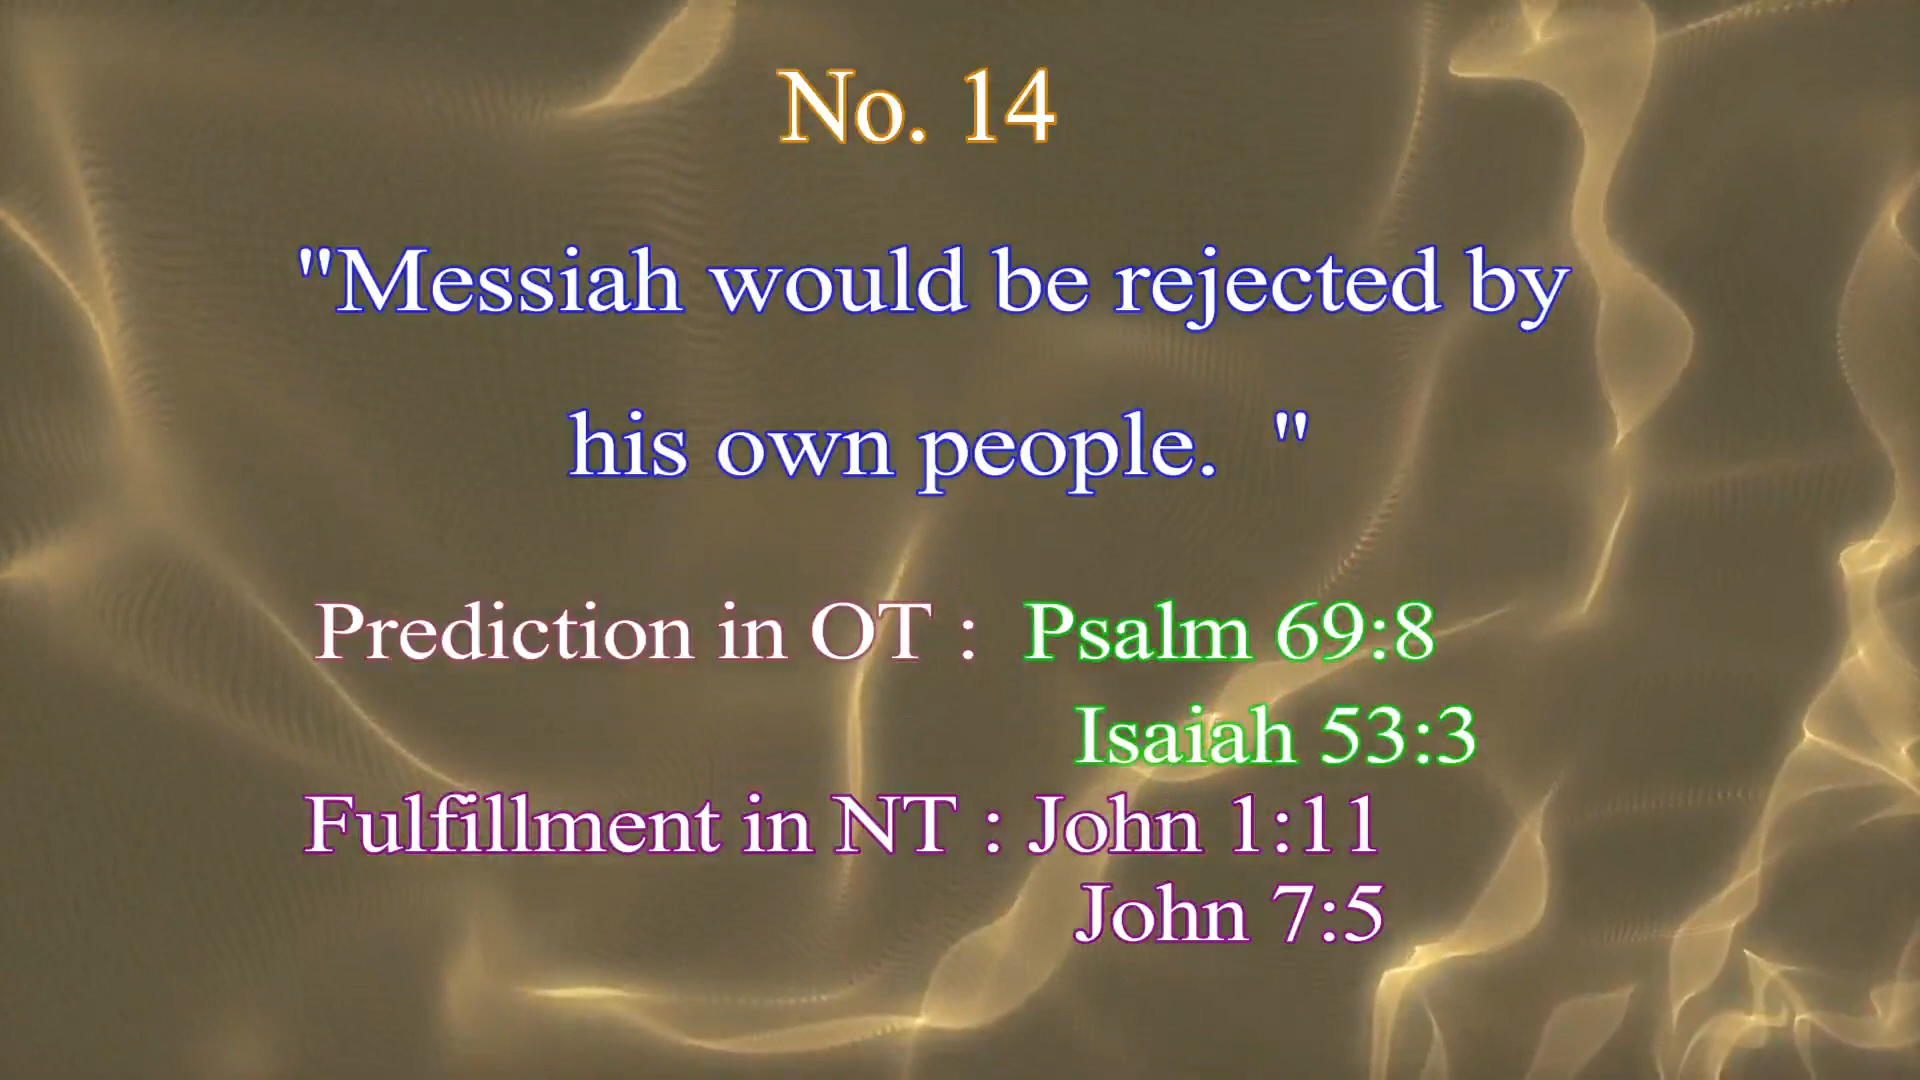 No. 14
"Messiah would be rejected by
his own people.  "
Prediction in OT :  Psalm 69:8
Isaiah 53:3
Fulfillment in NT : John 1:11
John 7:5